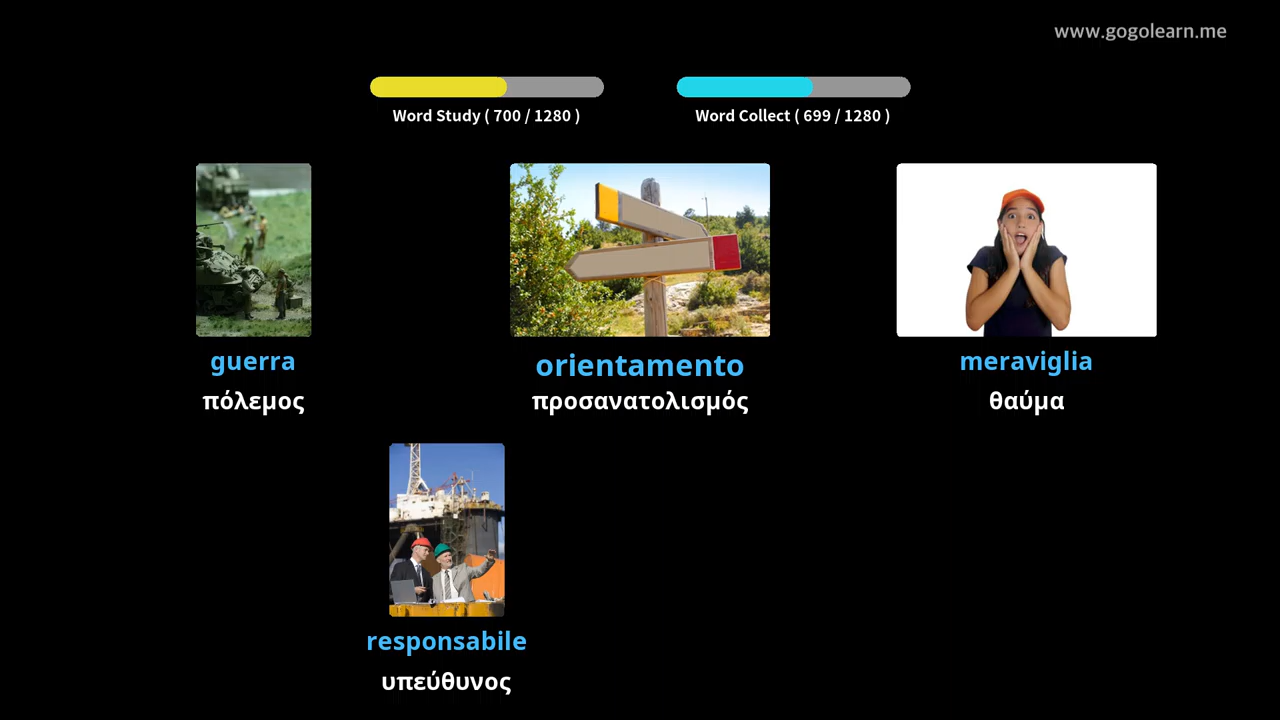 www.gogolearn.me
Word Study ( 700 / 1280 )
Word Collect ( 699 / 1280 )
guerra
πόλεμος
orientamento
προσανατολισμός
meraviglia
θαύμα
responsabile
υπεύθυνος